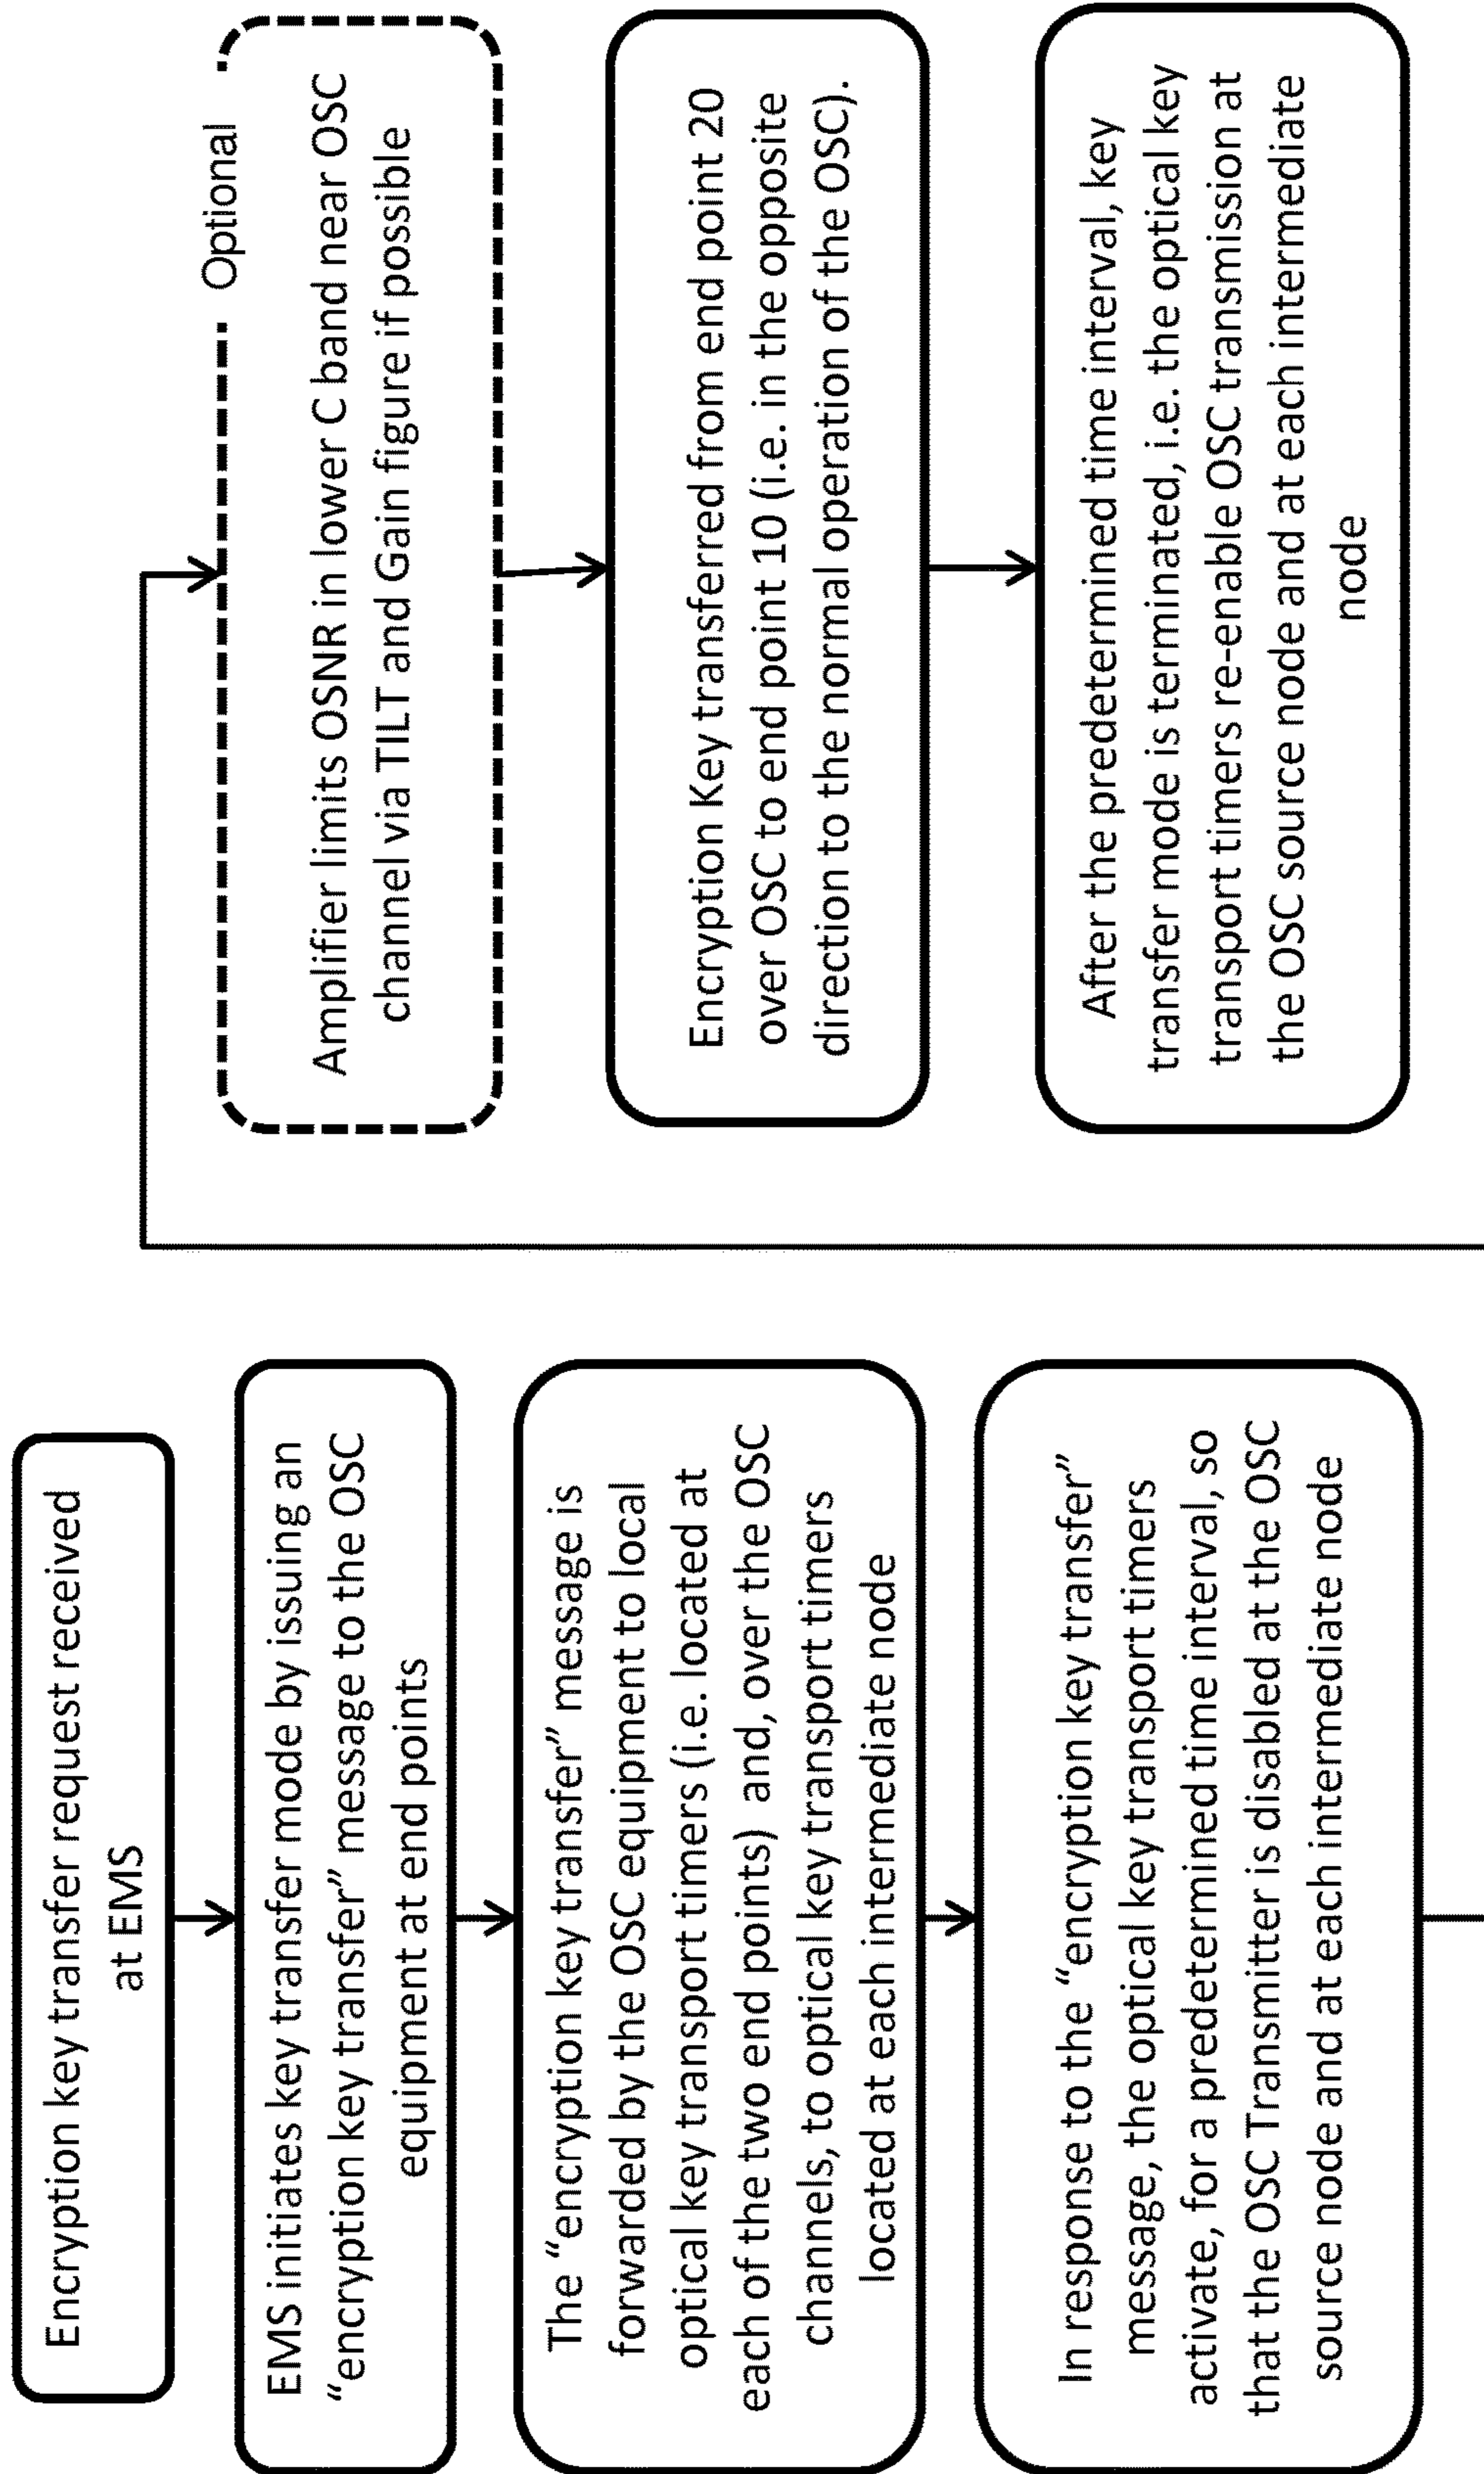 Encryption key transfer request received
at EMS
EMS initiates key transfer mode by issuing an
“encryption key transfer” message to the OSC
equipment at end points
The “encryption key transfer” message is
forwarded by the OSC equipment to local
optical key transport timers (i.e. located at
each of the two end points) and, over the OSC
channels, to optical key transport timers
located at each intermediate node
In response to the “encryption key transfer”
message, the optical key transport timers
activate, for a predetermined time interval, so
that the OSC Transmitter is disabled at the OSC
source node and at each intermediate node
Optional
Amplifier limits OSNR in lower C band near OSC
channel via TILT and Gain figure if possible
Encryption Key transferred from end point 20
over OSC to end point 10 (i.e. in the opposite
direction to the normal operation of the OSC).
After the predetermined time interval, key
transfer mode is terminated, i.e. the optical key
transport timers re-enable OSC transmission at
the OSC source node and at each intermediate
node